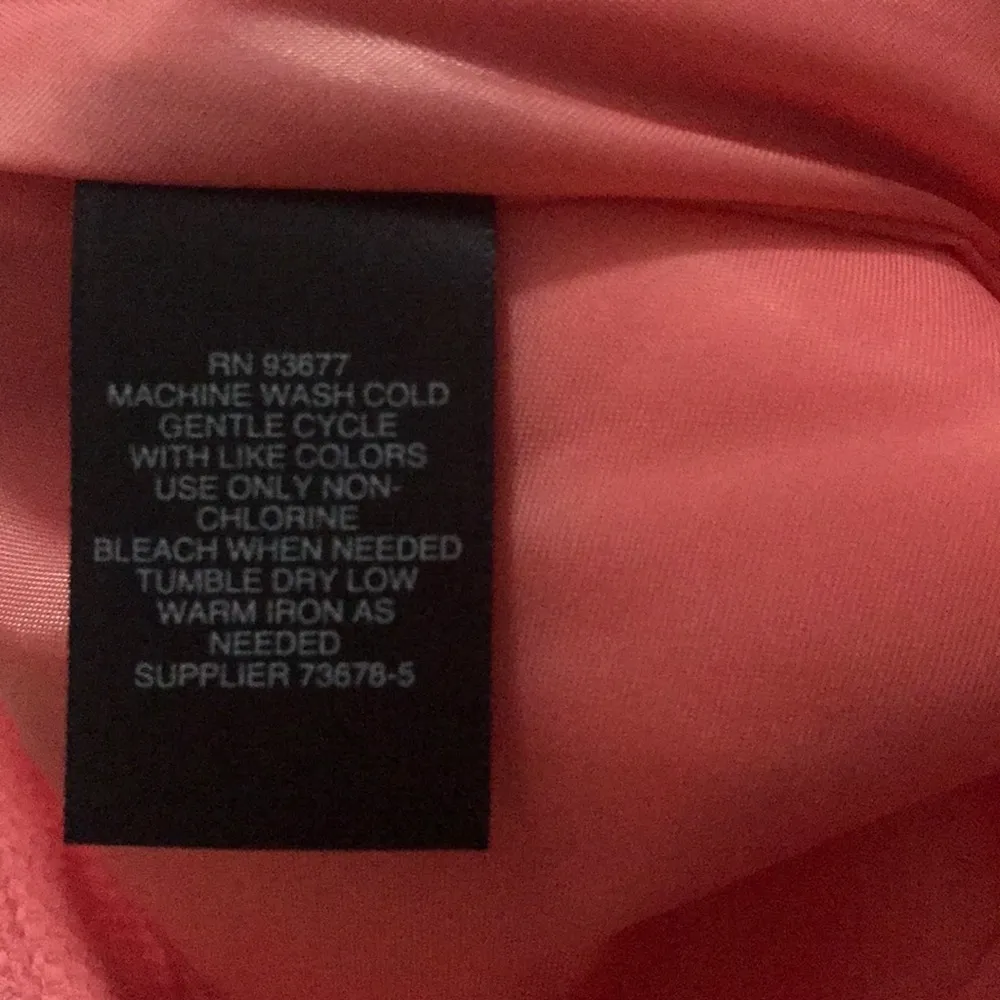 RN 93677
MACHINE WASH COLD
GENTLE CYCLE
WITH LIKE COLORS
USE ONLY NON-
CHLORINE
BLEACH WHEN NEEDED
TUMBLE DRY LOW
WARM IRON AS
NEEDED
SUPPLIER 73678-5